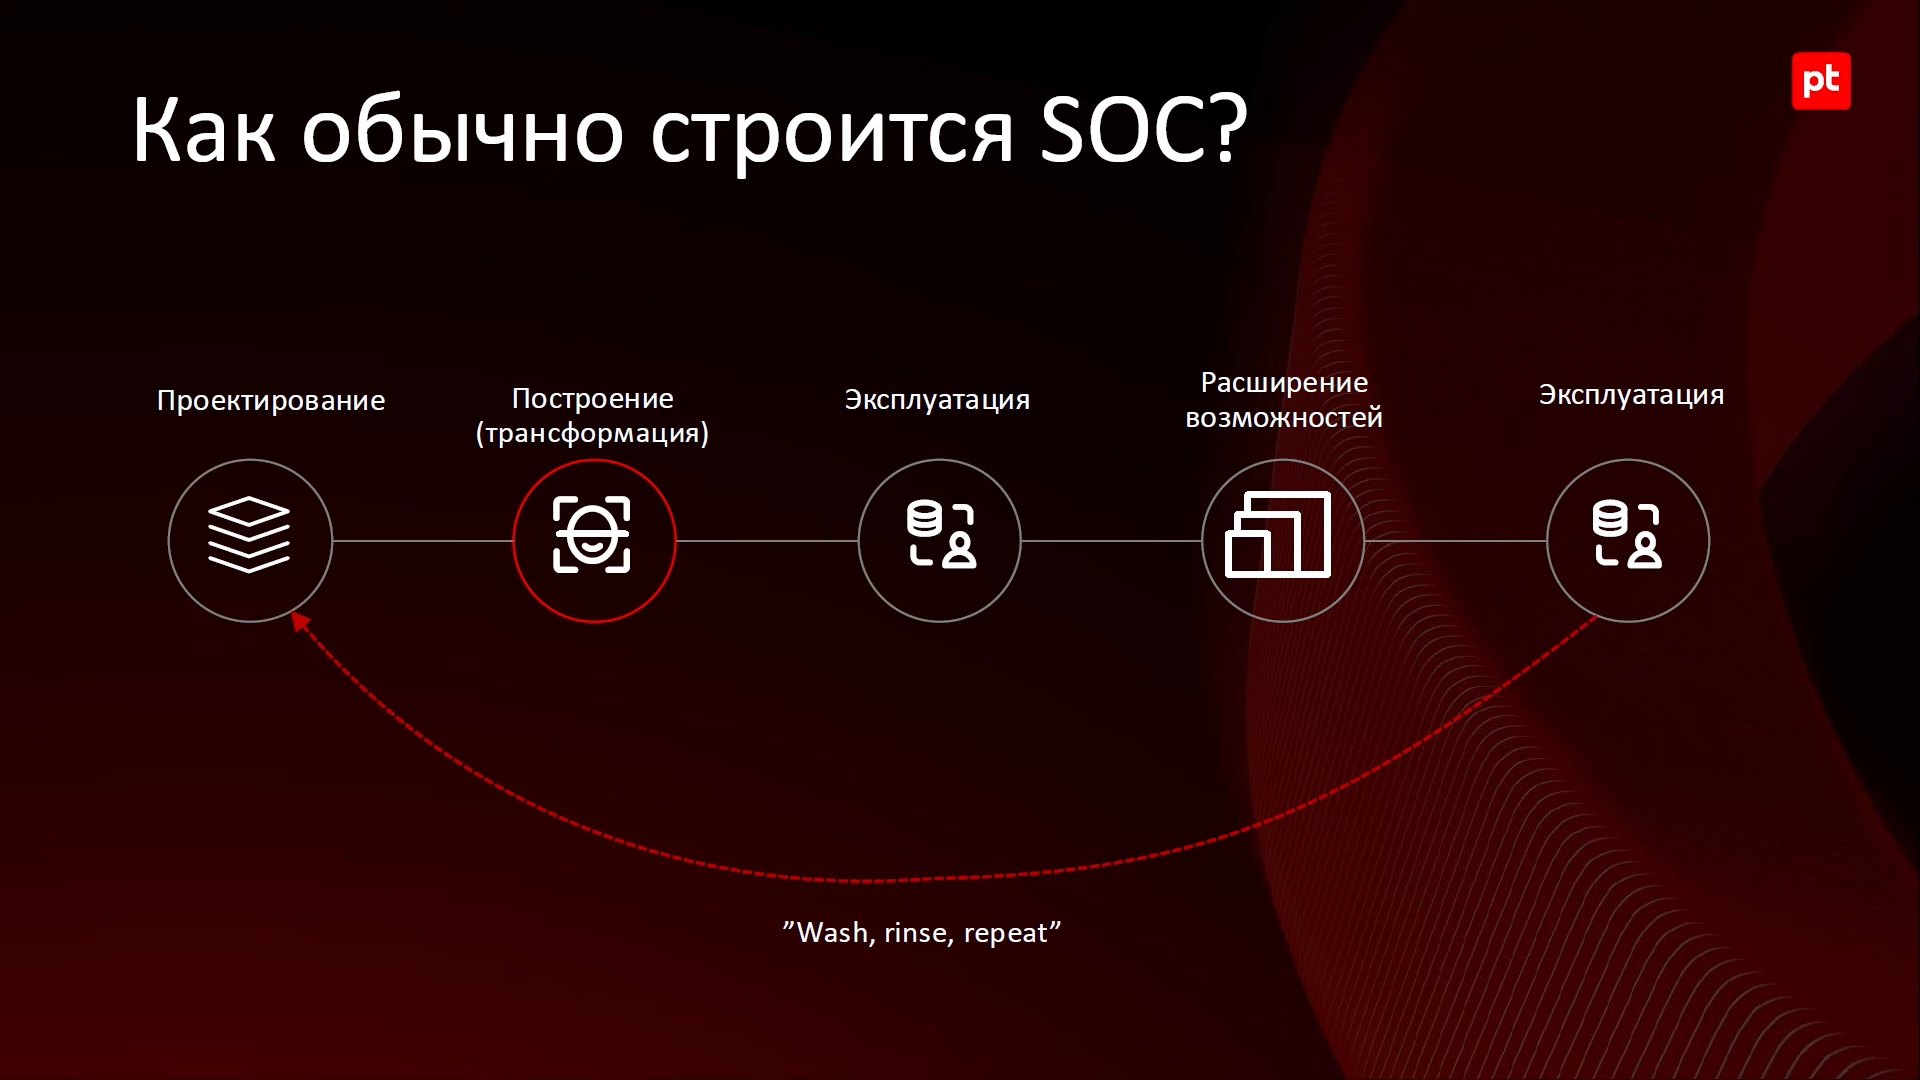 pt
Как обычно строится SOC?
Проектирование
Построение
(трансформация)
Эксплуатация
Расширение
возможностей
Эксплуатация
”Wash, rinse, repeat”